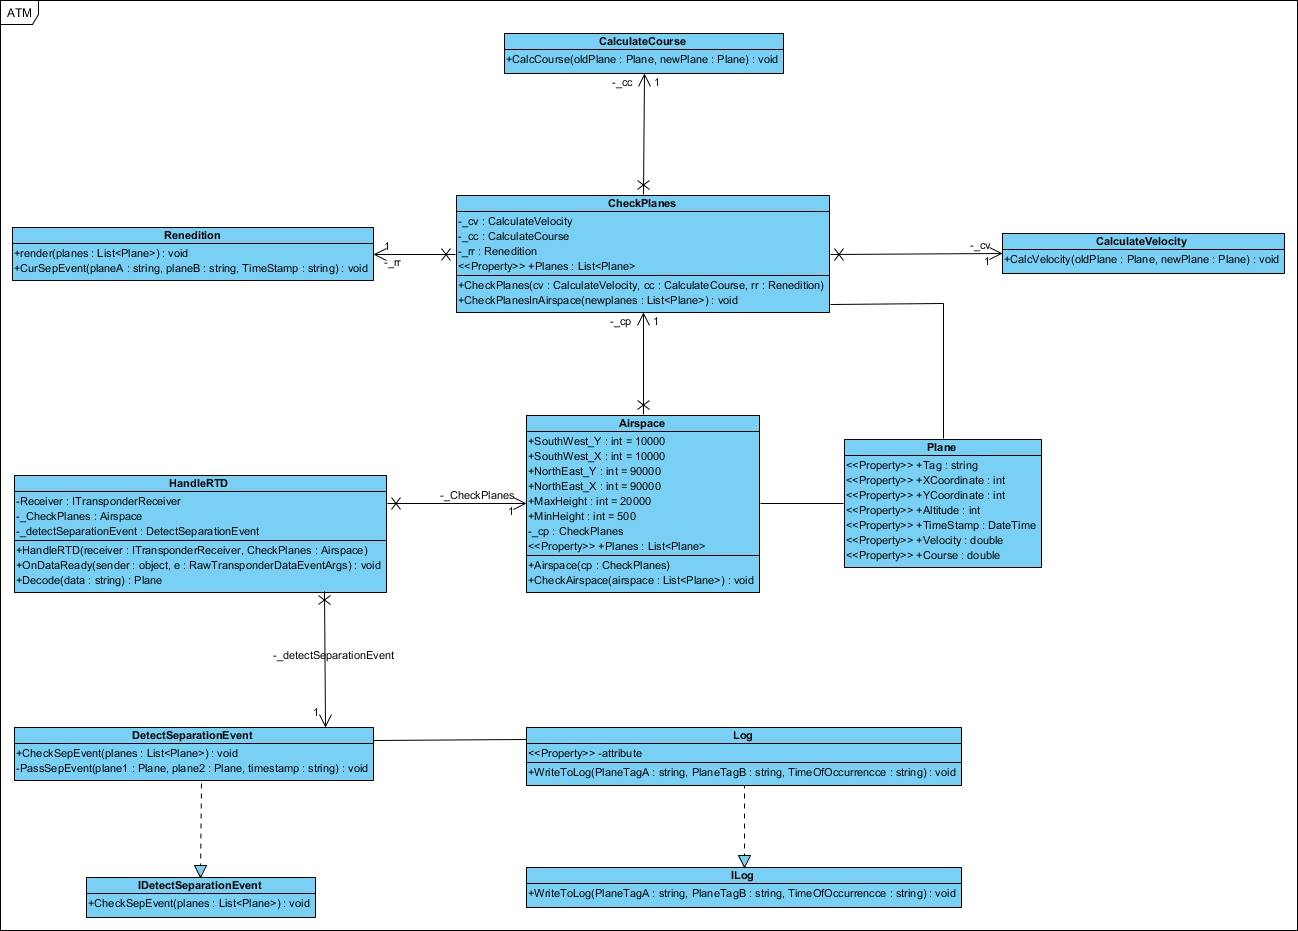 ATM
CalculateCourse
+CalcCourse(oldPlane : Plane, newPlane : Plane) : void
-_cc
1
CheckPlanes
-_cv : CalculateVelocity
-_cc : CalculateCourse
-_rr : Renedition
<<Property>> +Planes : List<Plane>
+CheckPlanes(cv : CalculateVelocity, cc : CalculateCourse, rr : Renedition)
+CheckPlanesInAirspace(newplanes : List<Plane>) : void
Renedition
+render(planes : List<Plane>) : void
+CurSepEvent(planeA : string, planeB : string, TimeStamp : string) : void
1
-_rr
-_cv
1
CalculateVelocity
+CalcVelocity(oldPlane : Plane, newPlane : Plane) : void
-_cp
1
Airspace
+SouthWest_Y : int = 10000
+SouthWest_X : int = 10000
+NorthEast_Y : int = 90000
+NorthEast_X : int = 90000
+MaxHeight : int = 20000
+MinHeight : int = 500
-_cp : CheckPlanes
<<Property>> +Planes : List<Plane>
+Airspace(cp : CheckPlanes)
+CheckAirspace(airspace : List<Plane>) : void
Plane
<<Property>> +Tag : string
<<Property>> +XCoordinate : int
<<Property>> +YCoordinate : int
<<Property>> +Altitude : int
<<Property>> +TimeStamp : DateTime
<<Property>> +Velocity : double
<<Property>> +Course : double
HandleRTD
-Receiver : ITransponderReceiver
-_CheckPlanes : Airspace
-_detectSeparationEvent : DetectSeparationEvent
+HandleRTD(receiver : ITransponderReceiver, CheckPlanes : Airspace)
+OnDataReady(sender : object, e : RawTransponderDataEventArgs) : void
+Decode(data : string) : Plane
-_CheckPlanes
1
-_detectSeparationEvent
1
DetectSeparationEvent
+CheckSepEvent(planes : List<Plane>) : void
-PassSepEvent(plane1 : Plane, plane2 : Plane, timestamp : string) : void
Log
<<Property>> -attribute
+WriteToLog(PlaneTagA : string, PlaneTagB : string, TimeOfOccurrencce : string) : void
IDetectSeparationEvent
+CheckSepEvent(planes : List<Plane>) : void
ILog
+WriteToLog(PlaneTagA : string, PlaneTagB : string, TimeOfOccurrencce : string) : void